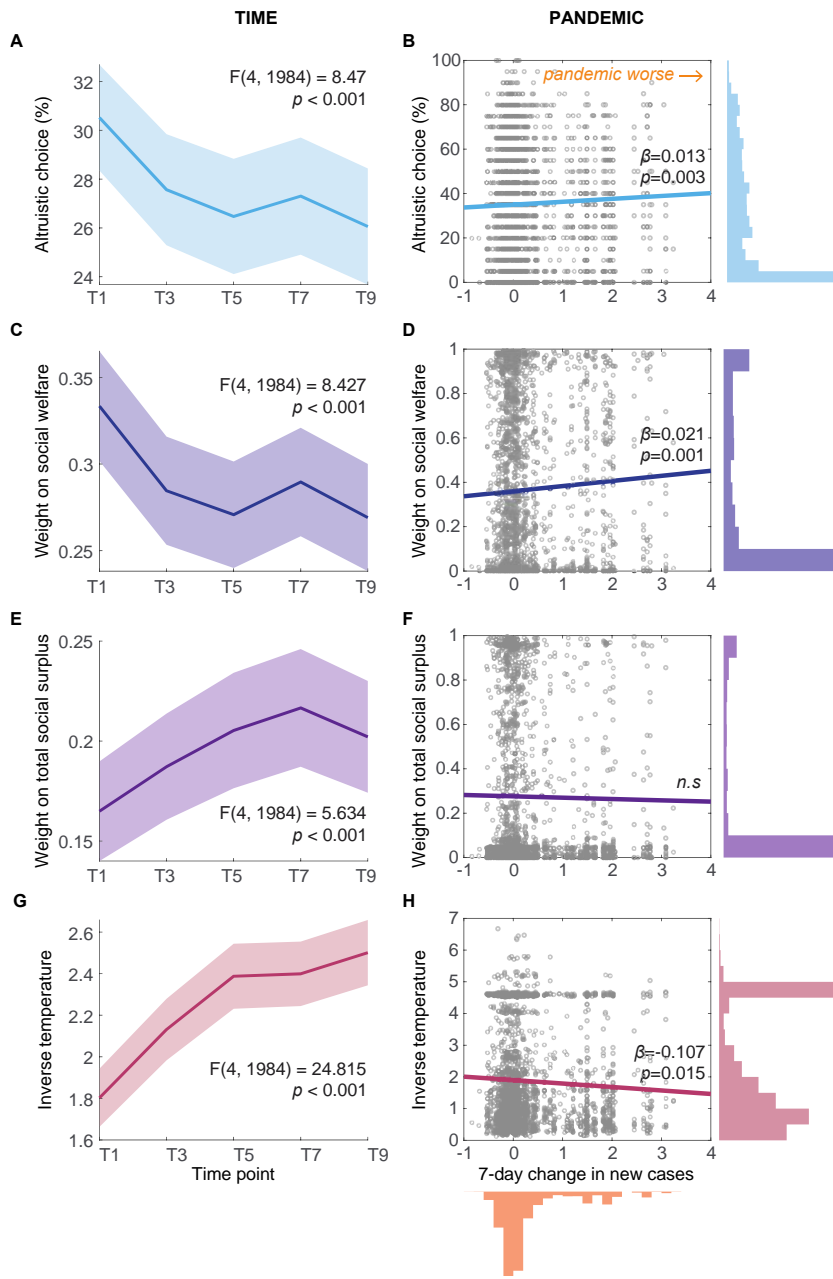 TIME
PANDEMIC
A
Altruistic choice (%)
32
30
28
26
24
F(4, 1984) = 8.47
p < 0.001
T1 T3 T5 T7 T9
B
Altruistic choice (%)
100
80
60
40
20
0
pandemic worse →
β=0.013
p=0.003
-1 0 1 2 3 4
C
Weight on social welfare
0.35
0.3
0.25
F(4, 1984) = 8.427
p < 0.001
T1 T3 T5 T7 T9
D
Weight on social welfare
1
0.8
0.6
0.4
0.2
0
β=0.021
p=0.001
-1 0 1 2 3 4
E
Weight on total social surplus
0.25
0.2
0.15
F(4, 1984) = 5.634
p < 0.001
T1 T3 T5 T7 T9
F
Weight on total social surplus
1
0.8
0.6
0.4
0.2
0
n.s
-1 0 1 2 3 4
G
Inverse temperature
2.6
2.4
2.2
2
1.8
1.6
F(4, 1984) = 24.815
p < 0.001
T1 T3 T5 T7 T9
Time point
H
Inverse temperature
7
6
5
4
3
2
1
0
β=-0.107
p=0.015
-1 0 1 2 3 4
7-day change in new cases